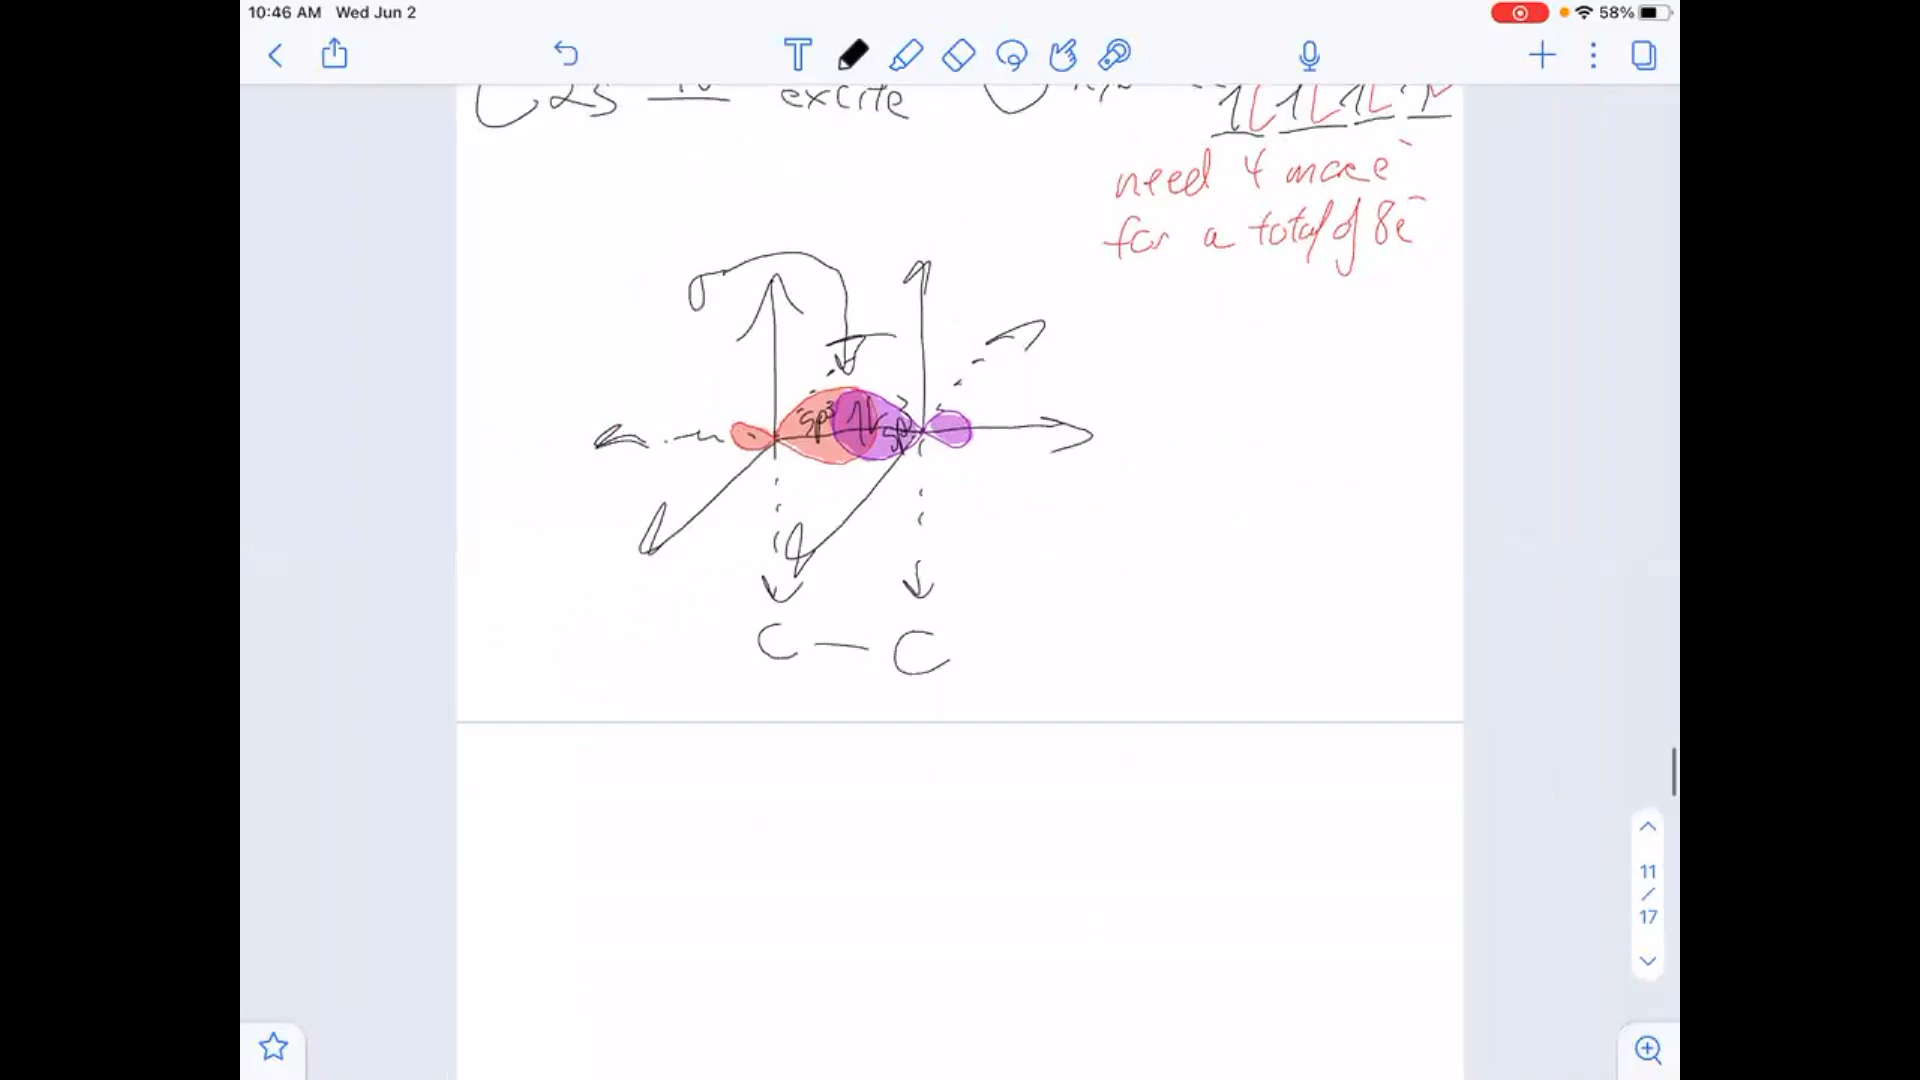 10:46 AM Wed Jun 2
58%
T
2s excite
need 4 more e⁻
for a total of 8e⁻
σ
sp³ sp³
C — C
11
/
17